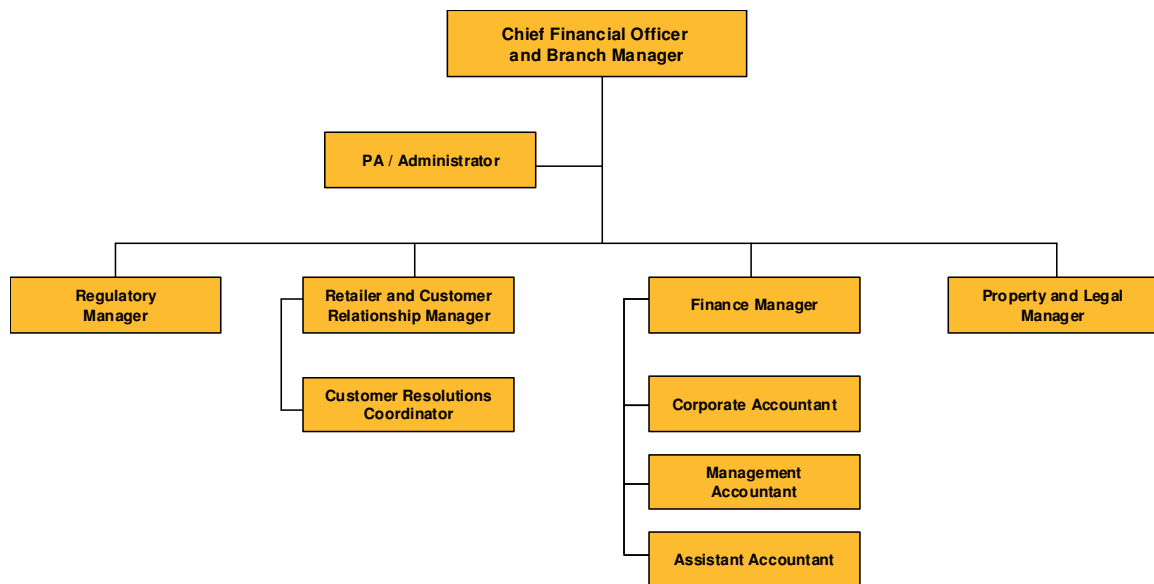 Chief Financial Officer
and Branch Manager
PA / Administrator
Regulatory
Manager
Retailer and Customer
Relationship Manager
Finance Manager
Property and Legal
Manager
Customer Resolutions
Coordinator
Corporate Accountant
Management
Accountant
Assistant Accountant